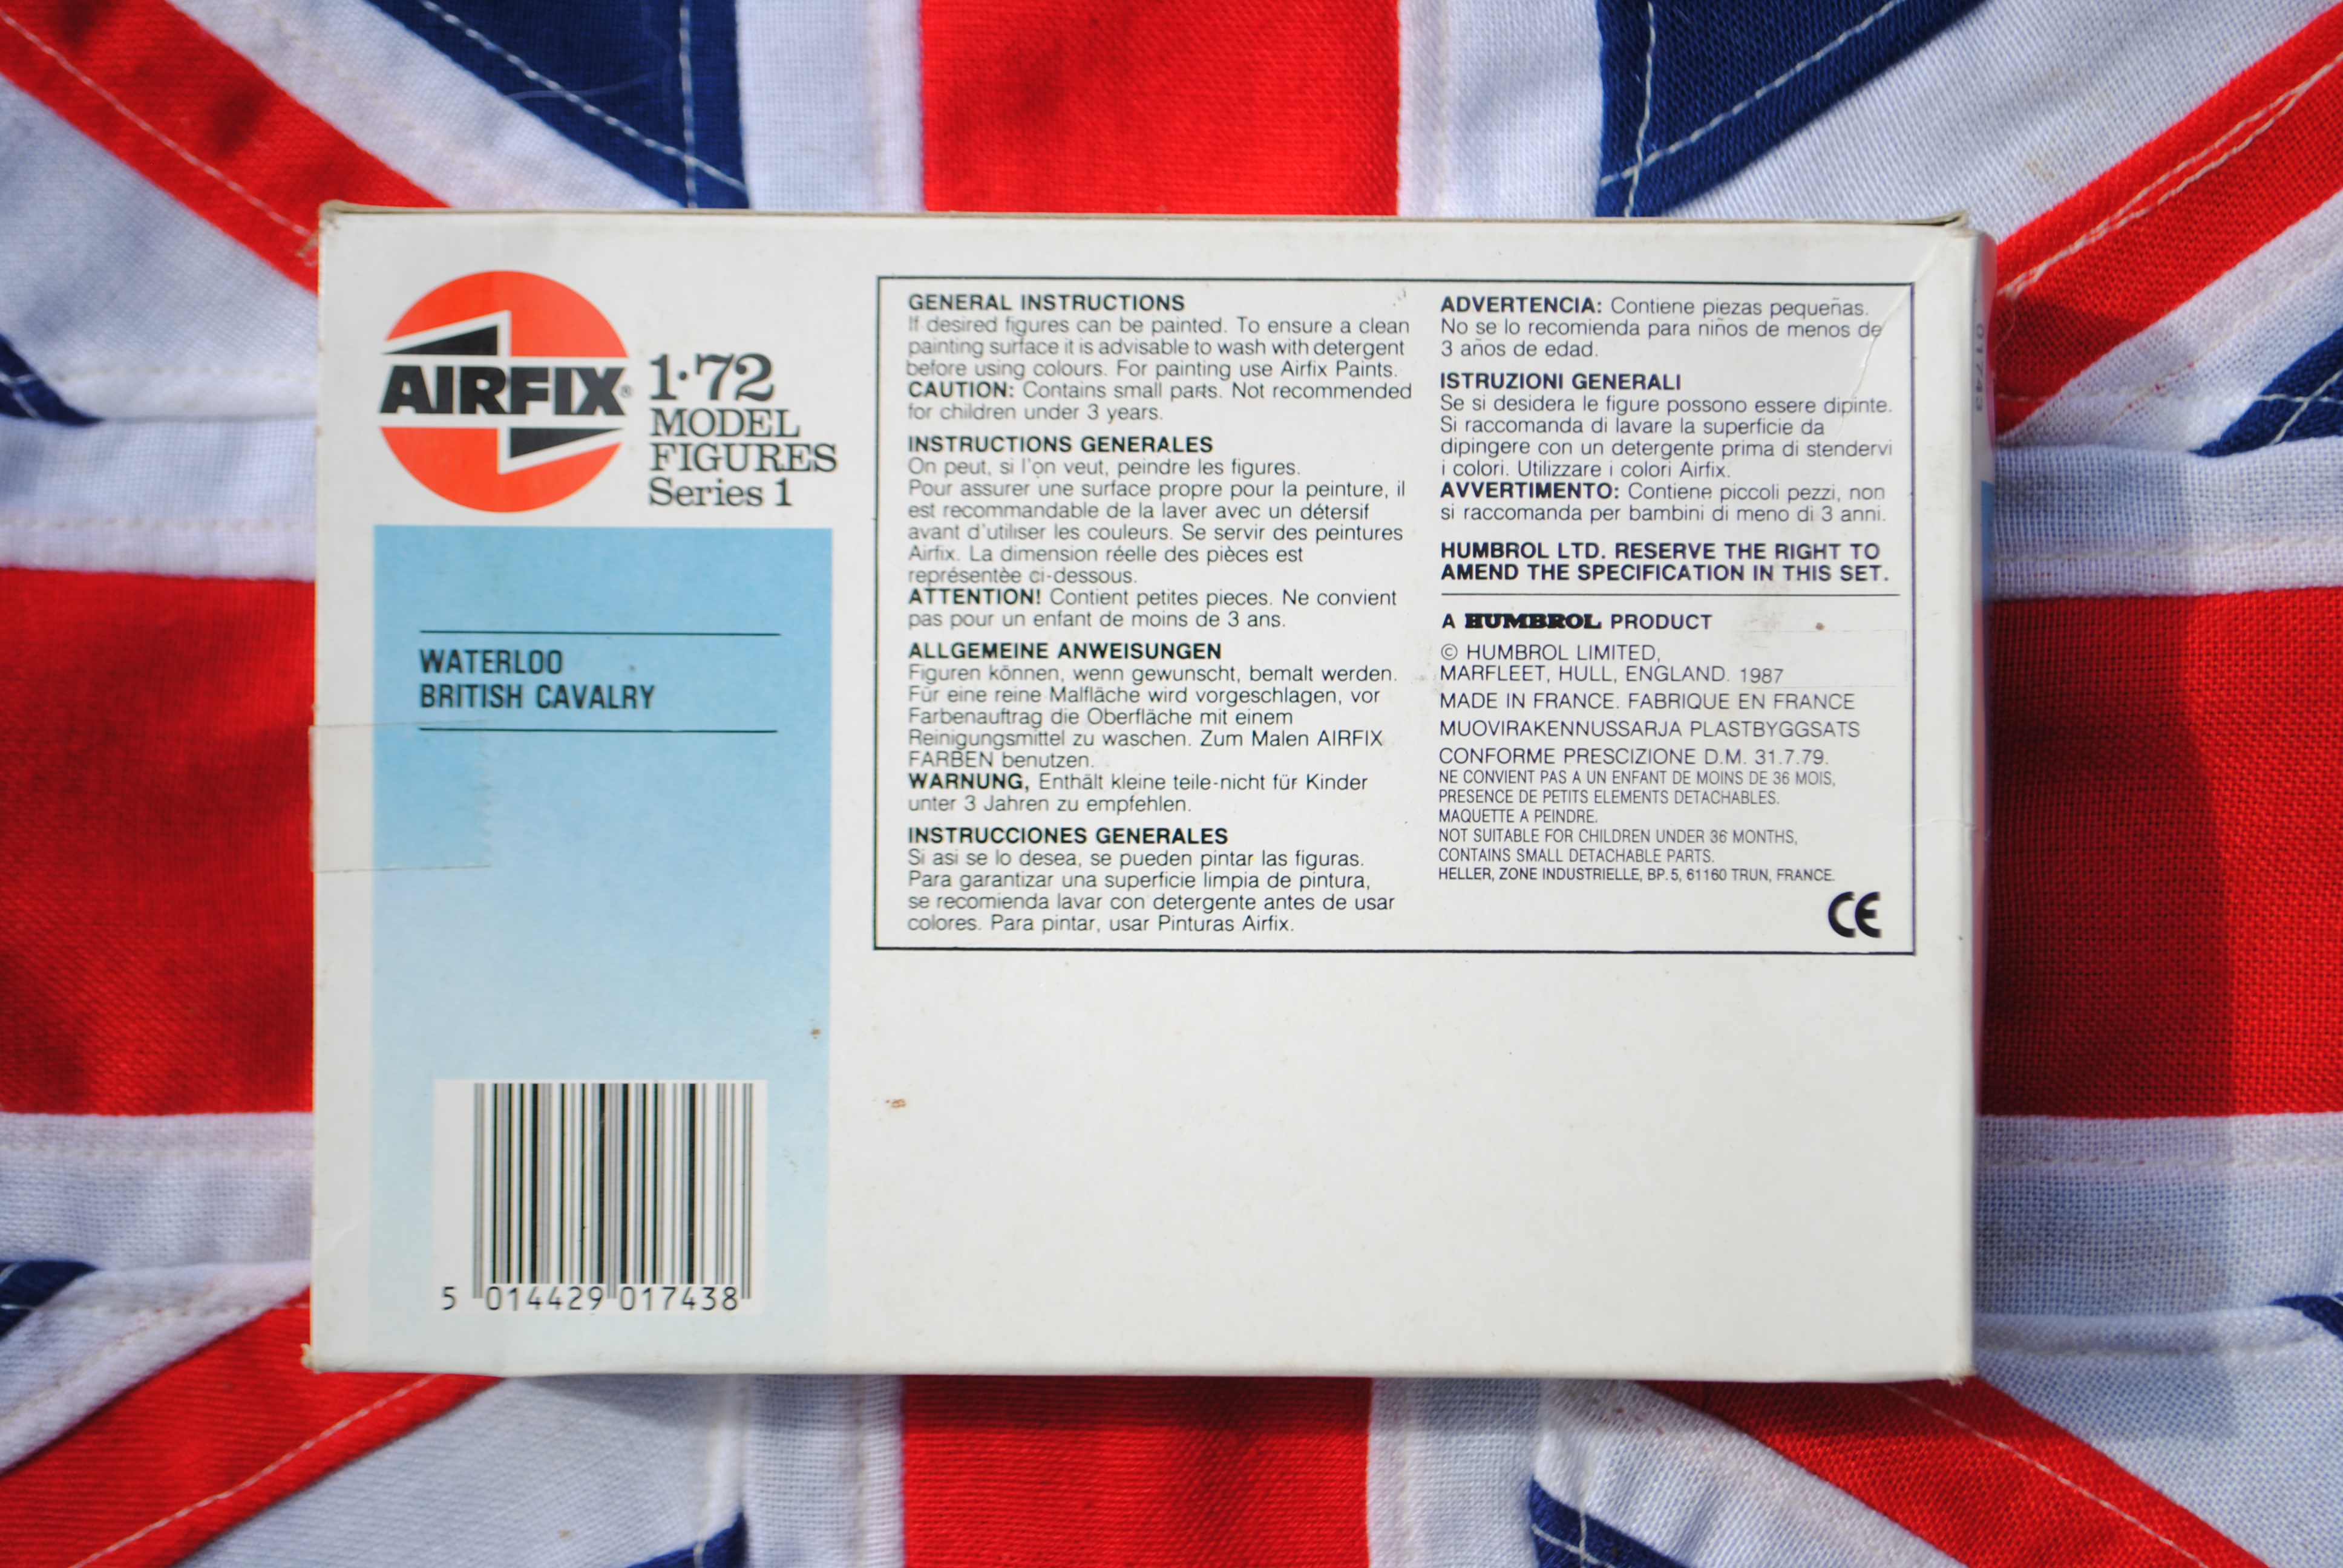 AIRFIX®
1·72
MODEL
FIGURES
Series 1
WATERLOO
BRITISH CAVALRY
5 014429 017438
GENERAL INSTRUCTIONS
If desired figures can be painted. To ensure a clean
painting surface it is advisable to wash with detergent
before using colours. For painting use Airfix Paints.
CAUTION: Contains small parts. Not recommended
for children under 3 years.
INSTRUCTIONS GENERALES
On peut, si l'on veut, peindre les figures.
Pour assurer une surface propre pour la peinture, il
est recommandable de la laver avec un détersif
avant d'utiliser les couleurs. Se servir des peintures
Airfix. La dimension réelle des pièces est
représentèe ci-dessous.
ATTENTION! Contient petites pieces. Ne convient
pas pour un enfant de moins de 3 ans.
ALLGEMEINE ANWEISUNGEN
Figuren können, wenn gewunscht, bemalt werden.
Für eine reine Malfläche wird vorgeschlagen, vor
Farbenauftrag die Oberfläche mit einem
Reinigungsmittel zu waschen. Zum Malen AIRFIX
FARBEN benutzen.
WARNUNG, Enthält kleine teile-nicht für Kinder
unter 3 Jahren zu empfehlen.
INSTRUCCIONES GENERALES
Si asi se lo desea, se pueden pintar las figuras.
Para garantizar una superficie limpia de pintura,
se recomienda lavar con detergente antes de usar
colores. Para pintar, usar Pinturas Airfix.
ADVERTENCIA: Contiene piezas pequeñas.
No se lo recomienda para niños de menos de
3 años de edad.
ISTRUZIONI GENERALI
Se si desidera le figure possono essere dipinte.
Si raccomanda di lavare la superficie da
dipingere con un detergente prima di stendervi
i colori. Utilizzare i colori Airfix.
AVVERTIMENTO: Contiene piccoli pezzi, non
si raccomanda per bambini di meno di 3 anni.
HUMBROL LTD. RESERVE THE RIGHT TO
AMEND THE SPECIFICATION IN THIS SET.
A HUMBROL PRODUCT
© HUMBROL LIMITED,
MARFLEET, HULL, ENGLAND. 1987
MADE IN FRANCE. FABRIQUE EN FRANCE
MUOVIRAKENNUSSARJA PLASTBYGGSATS
CONFORME PRESCIZIONE D.M. 31.7.79.
NE CONVIENT PAS A UN ENFANT DE MOINS DE 36 MOIS,
PRESENCE DE PETITS ELEMENTS DETACHABLES.
MAQUETTE A PEINDRE.
NOT SUITABLE FOR CHILDREN UNDER 36 MONTHS,
CONTAINS SMALL DETACHABLE PARTS.
HELLER, ZONE INDUSTRIELLE, BP. 5, 61160 TRUN, FRANCE.
CE
01743